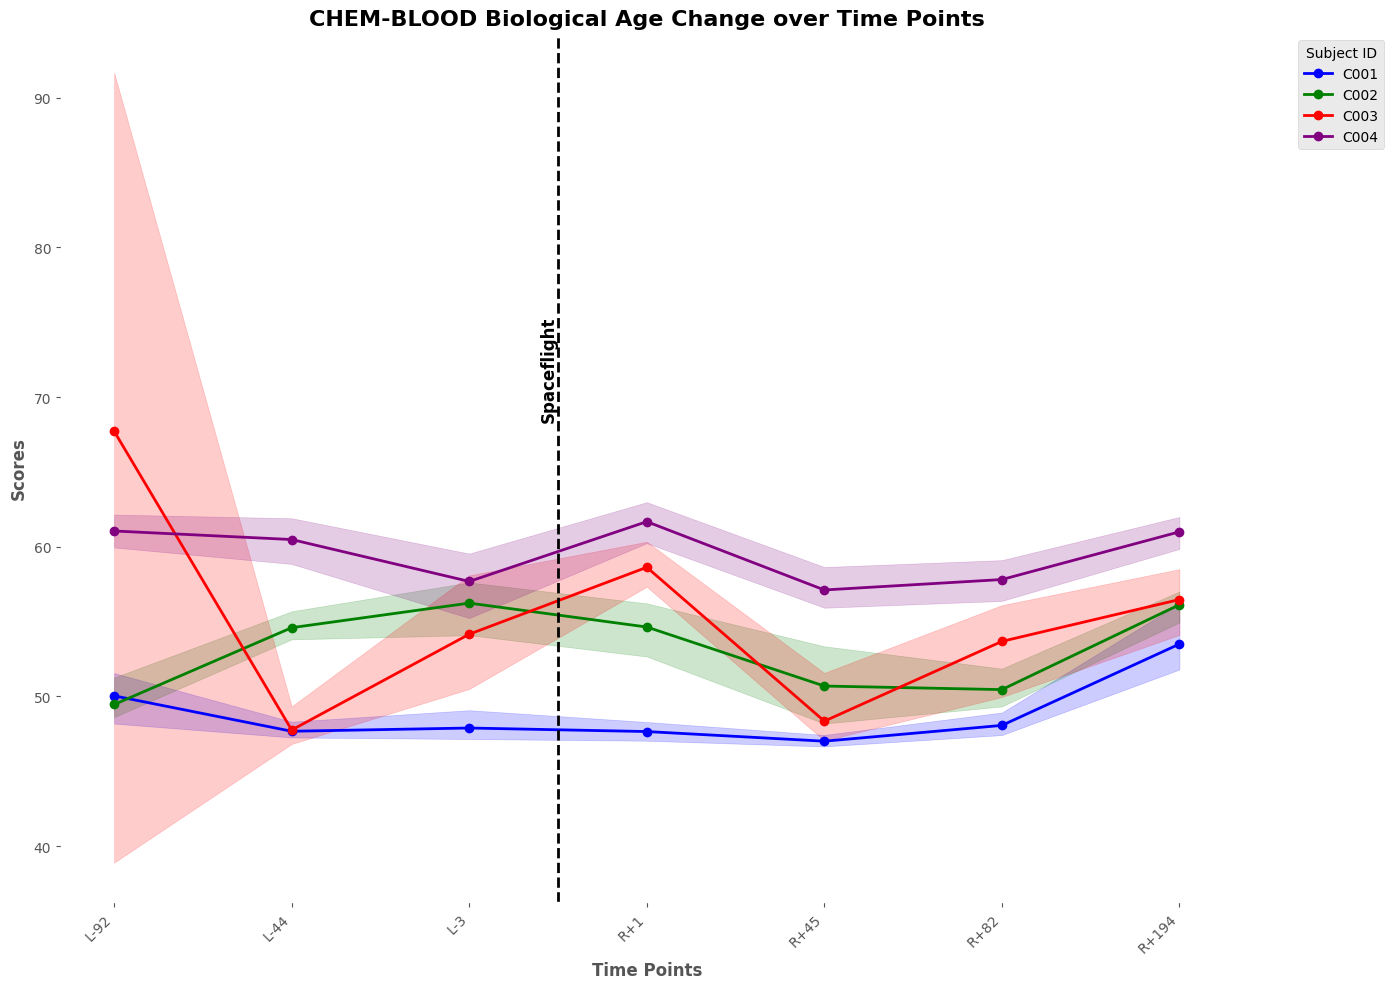 CHEM-BLOOD Biological Age Change over Time Points
Subject ID
C001
C002
C003
C004
90
80
70
60
50
40
Scores
Spaceflight
L-92
L-44
L-3
R+1
R+45
R+82
R+194
Time Points